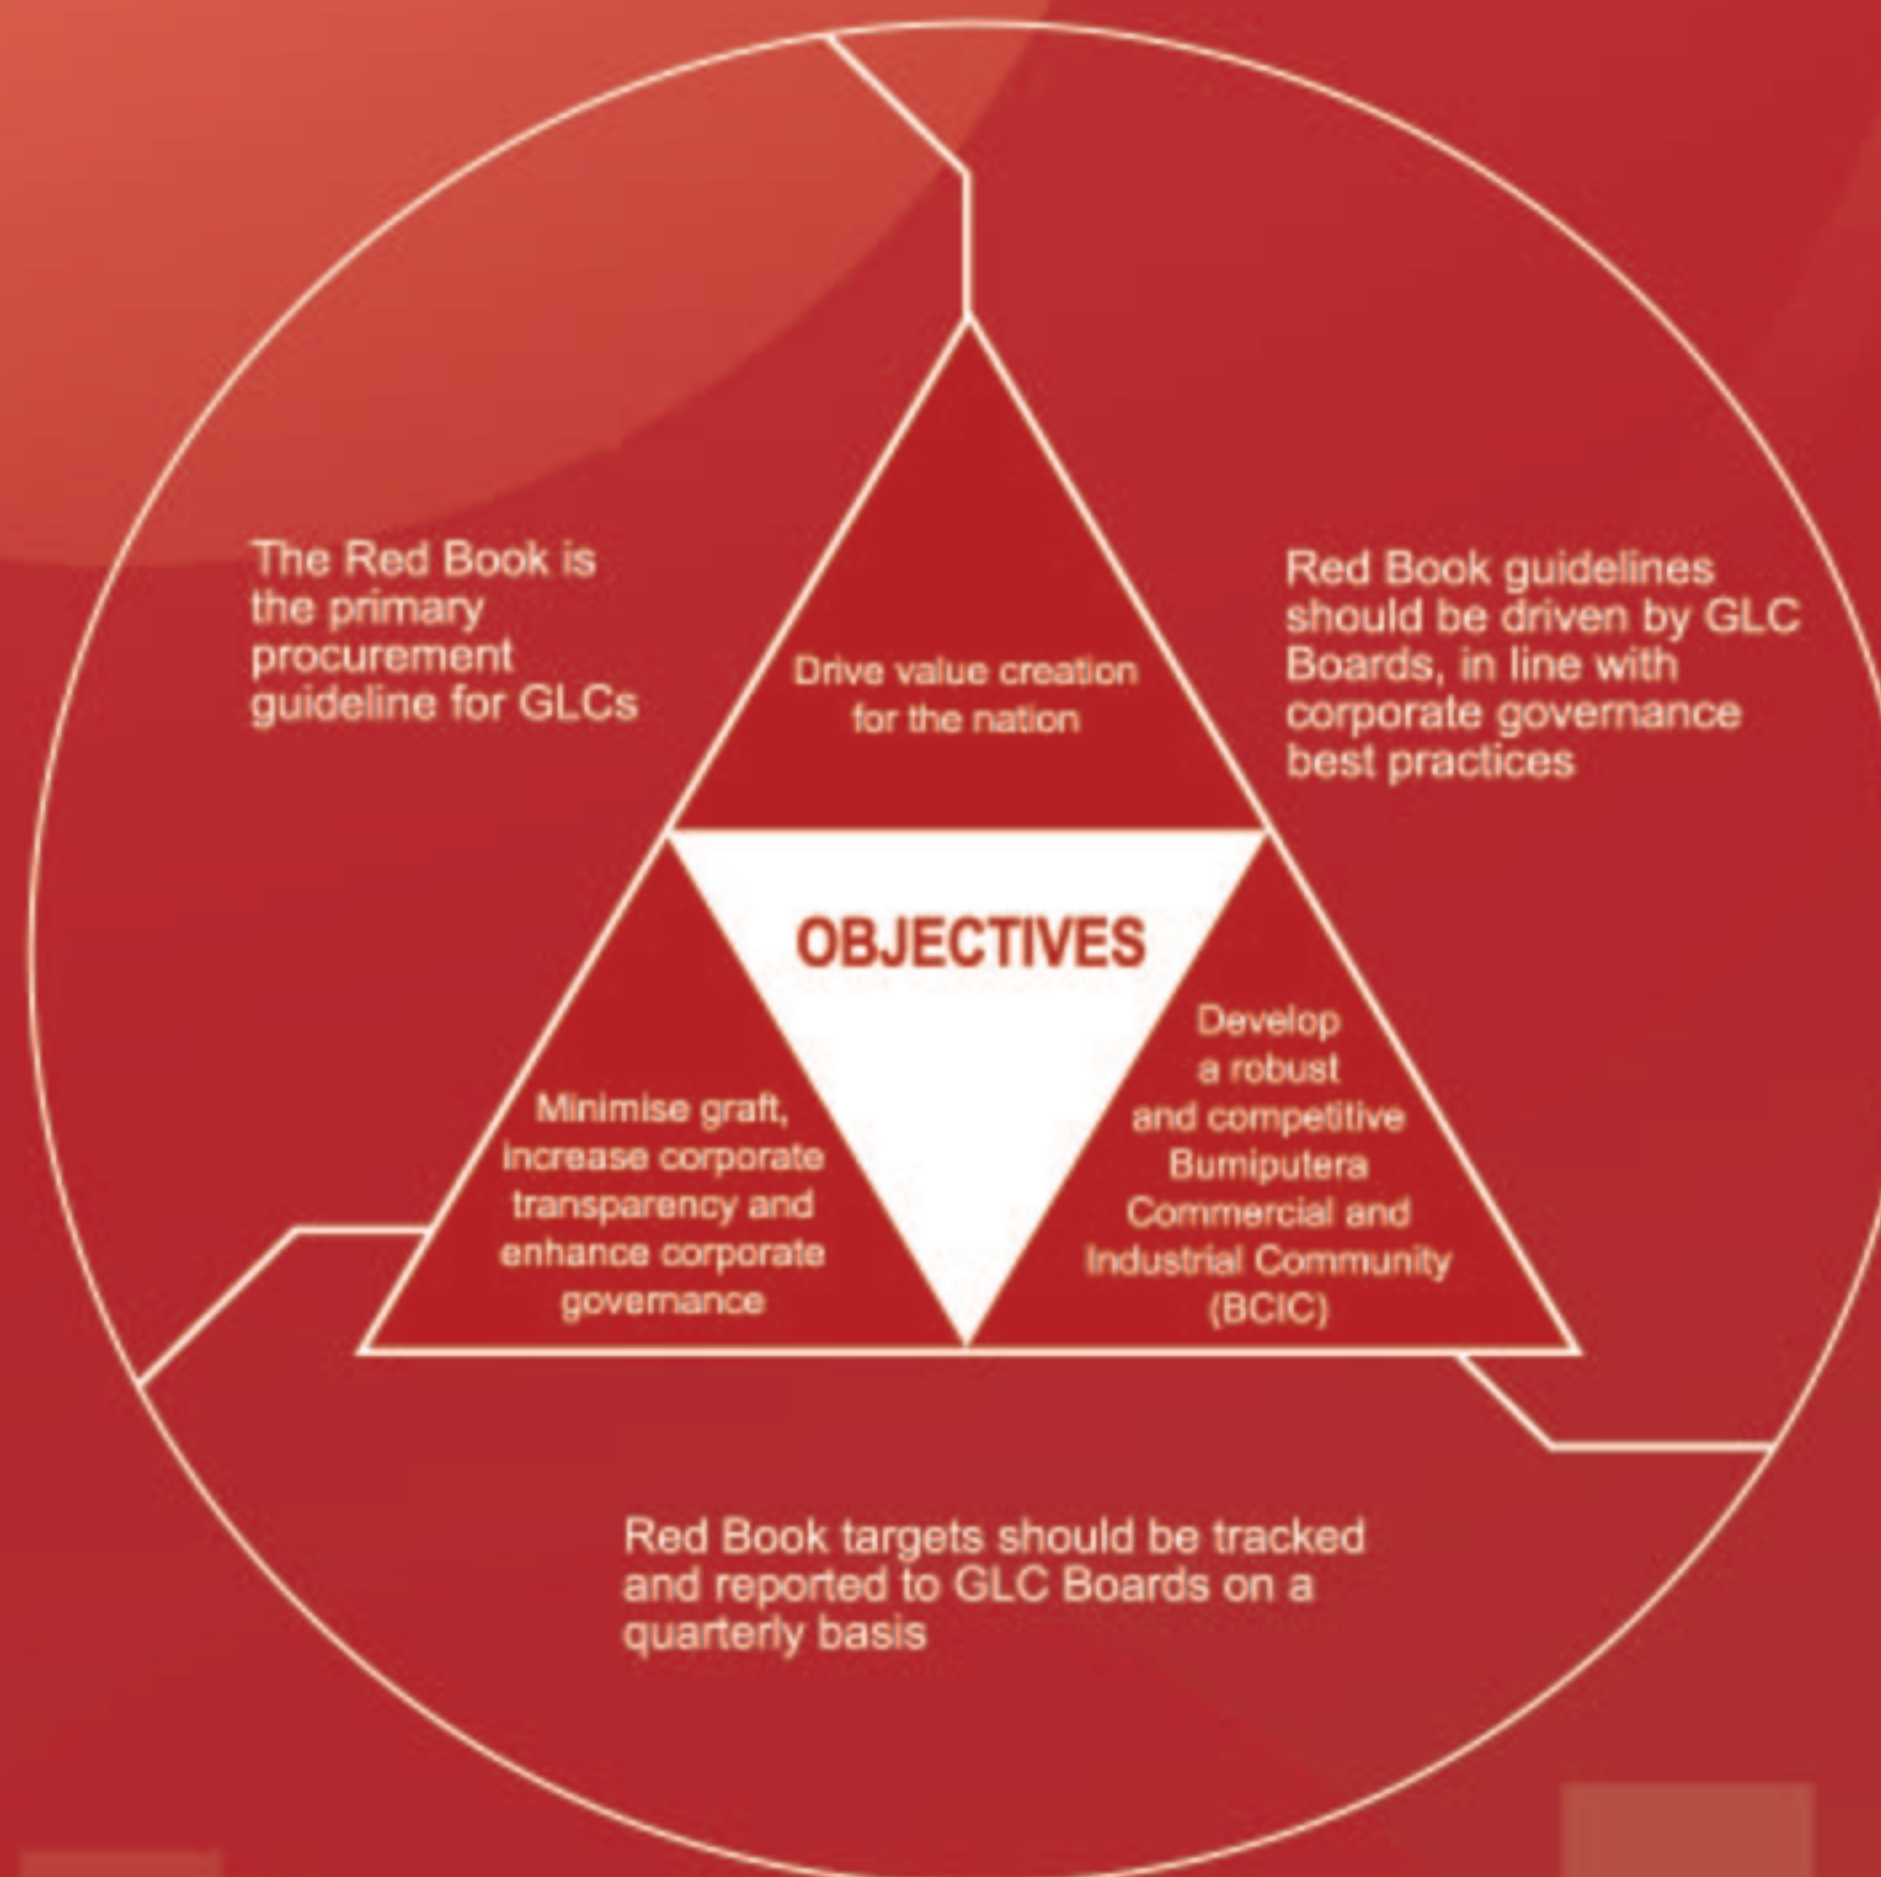 The Red Book is
the primary
procurement
guideline for GLCs
Red Book guidelines
should be driven by GLC
Boards, in line with
corporate governance
best practices
Drive value creation
for the nation
OBJECTIVES
Minimise graft,
increase corporate
transparency and
enhance corporate
governance
Develop
a robust
and competitive
Bumiputera
Commercial and
Industrial Community
(BCIC)
Red Book targets should be tracked
and reported to GLC Boards on a
quarterly basis